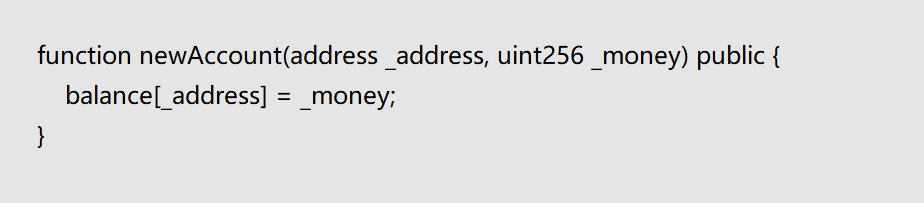 function newAccount(address _address, uint256 _money) public {
balance[_address] = _money;
}